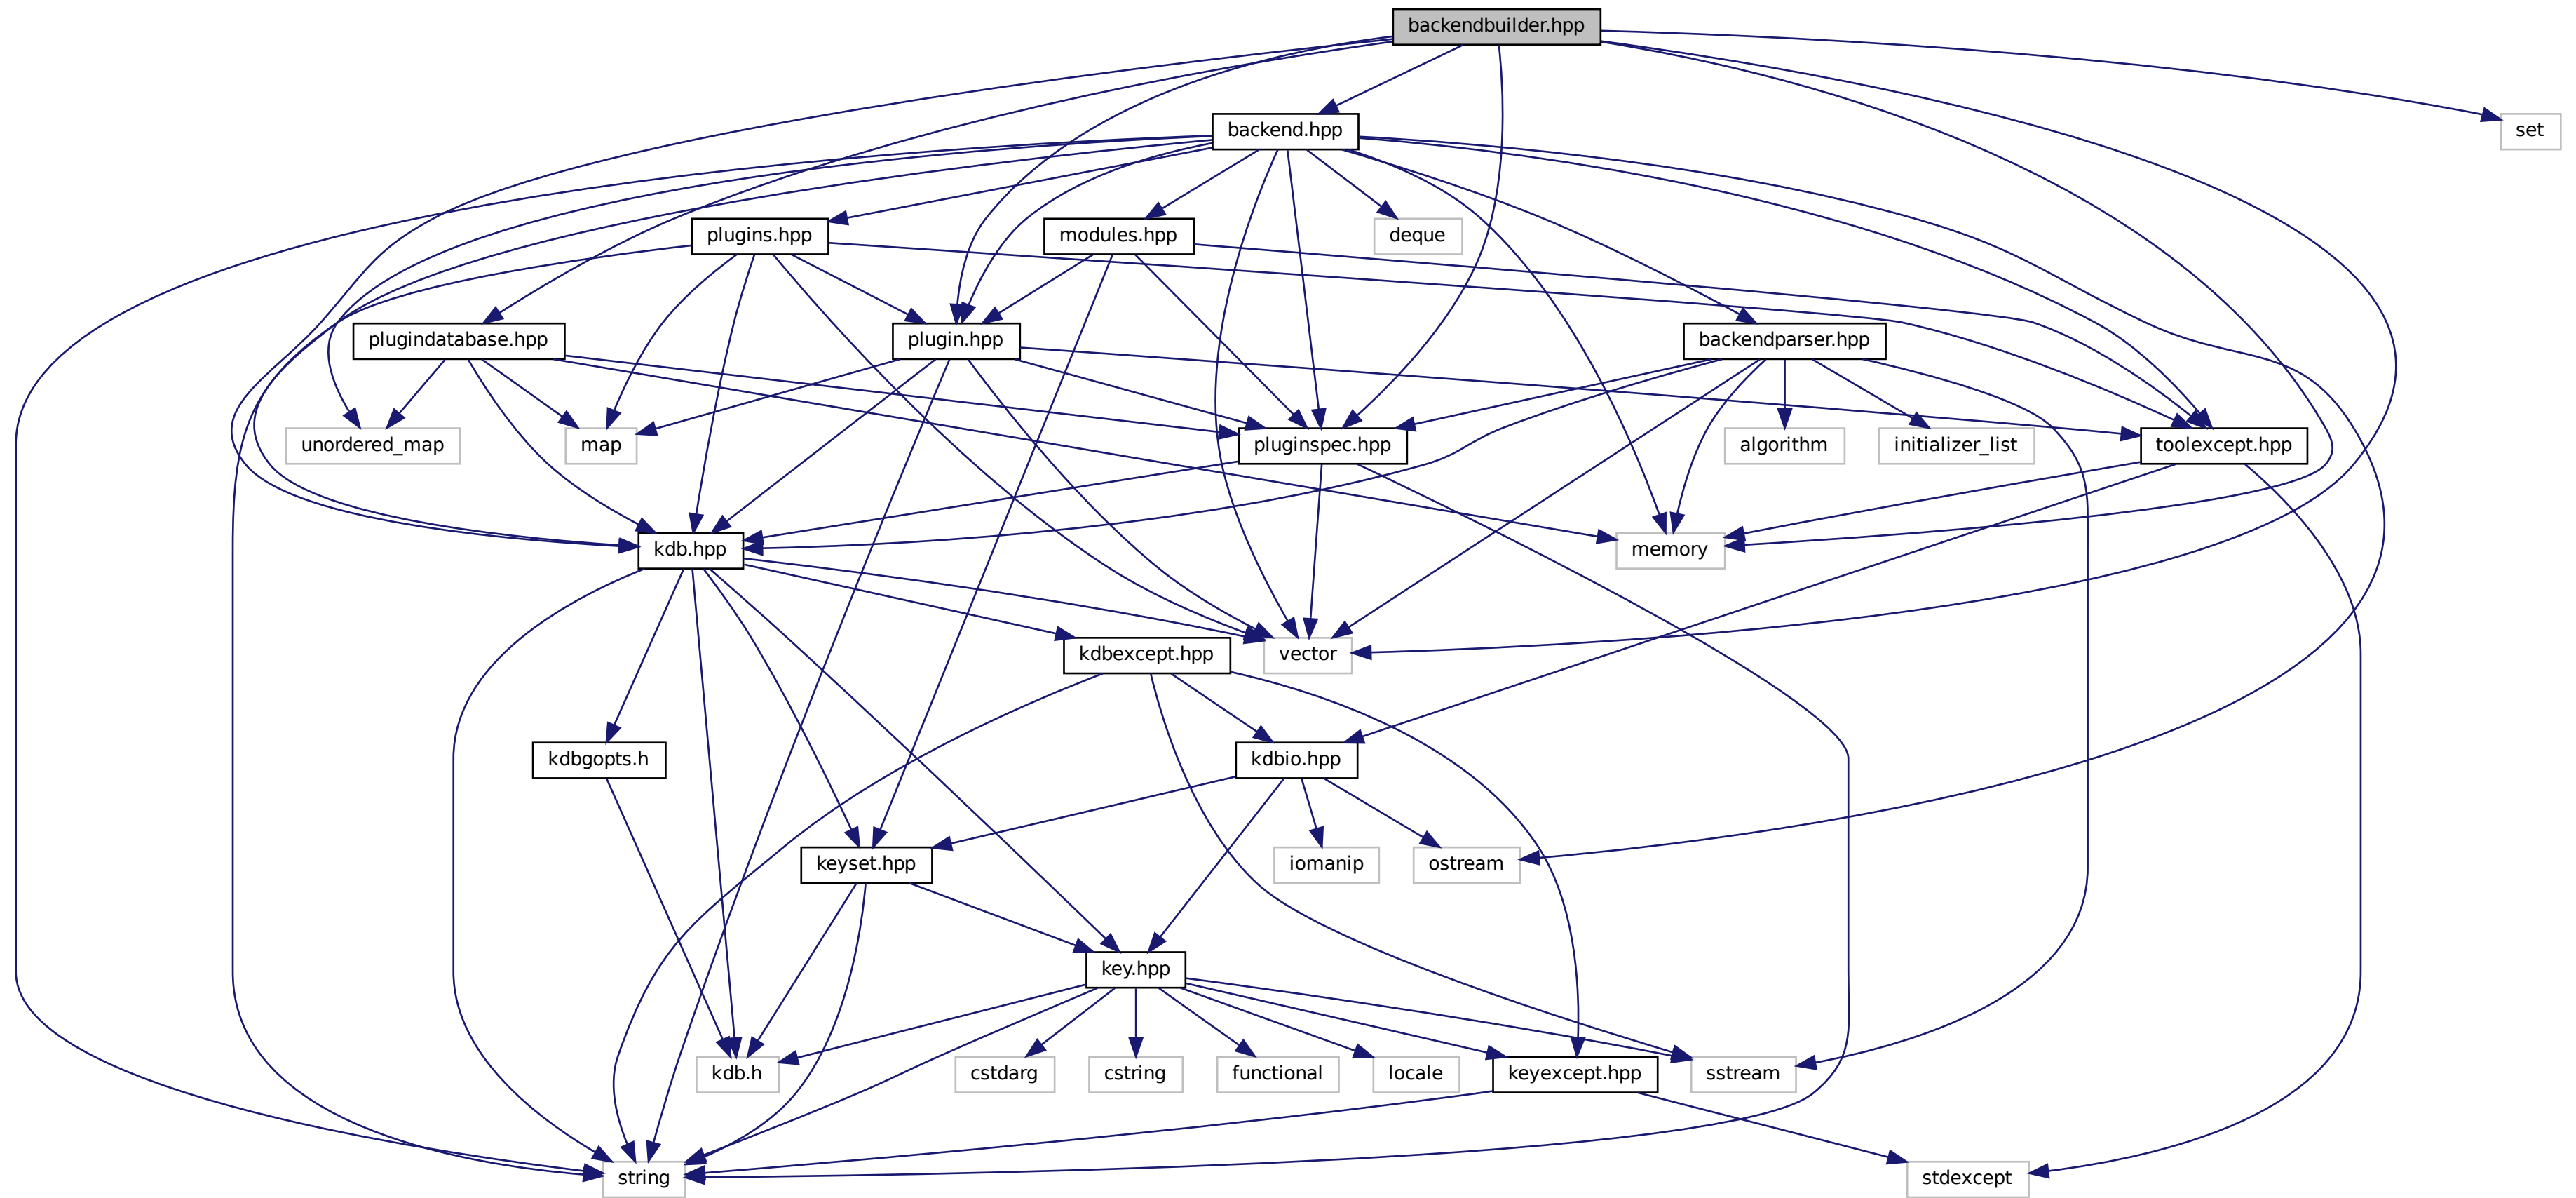 backendbuilder.hpp
backend.hpp
set
plugins.hpp
modules.hpp
deque
plugindatabase.hpp
plugin.hpp
backendparser.hpp
unordered_map
map
pluginspec.hpp
algorithm
initializer_list
toolexcept.hpp
kdb.hpp
memory
kdbexcept.hpp
vector
kdbgopts.h
kdbio.hpp
keyset.hpp
iomanip
ostream
key.hpp
kdb.h
cstdarg
cstring
functional
locale
keyexcept.hpp
sstream
string
stdexcept